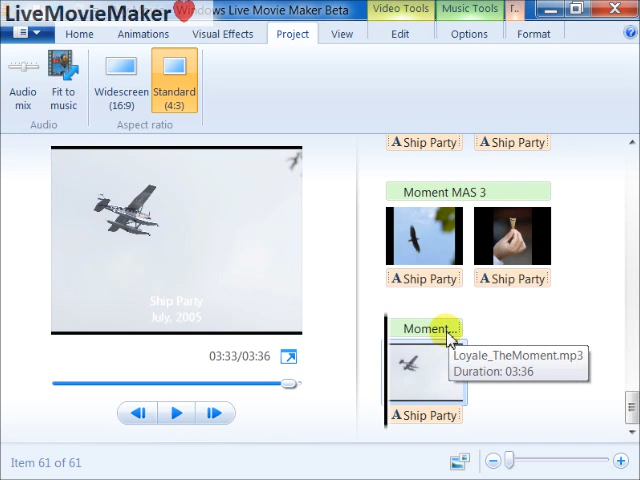 LiveMovieMaker
Windows Live Movie Maker Beta
Video Tools
Music Tools
Home
Animations
Visual Effects
Project
View
Edit
Options
Format
Audio
mix
Fit to
music
Widescreen
(16:9)
Standard
(4:3)
Audio
Aspect ratio
A Ship Party
A Ship Party
Moment MAS 3
A Ship Party
A Ship Party
Ship Party
July, 2005
Moment...
Loyale_TheMoment.mp3
Duration: 03:36
A Ship Party
03:33/03:36
Item 61 of 61